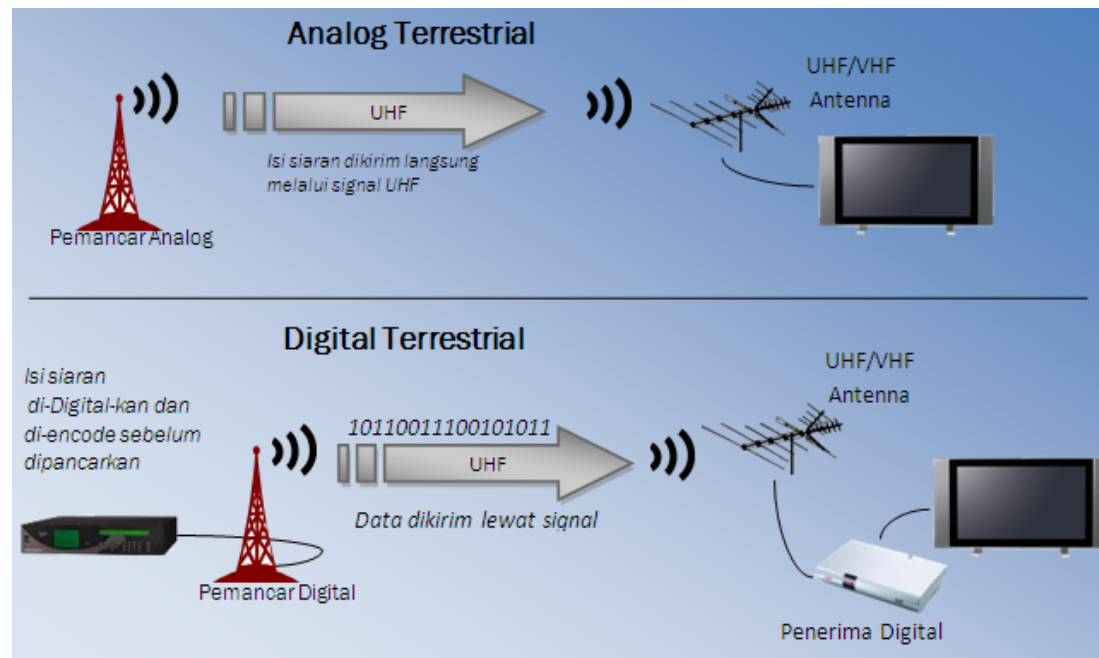 Analog Terrestrial
UHF/VHF
Antenna
UHF
Isi siaran dikirim langsung
melalui signal UHF
Pemancar Analog
Digital Terrestrial
Isi siaran
di-Digital-kan dan
di-encode sebelum
dipancarkan
UHF/VHF
Antenna
10110011100101011
UHF
Data dikirim lewat signal
Pemancar Digital
Penerima Digital